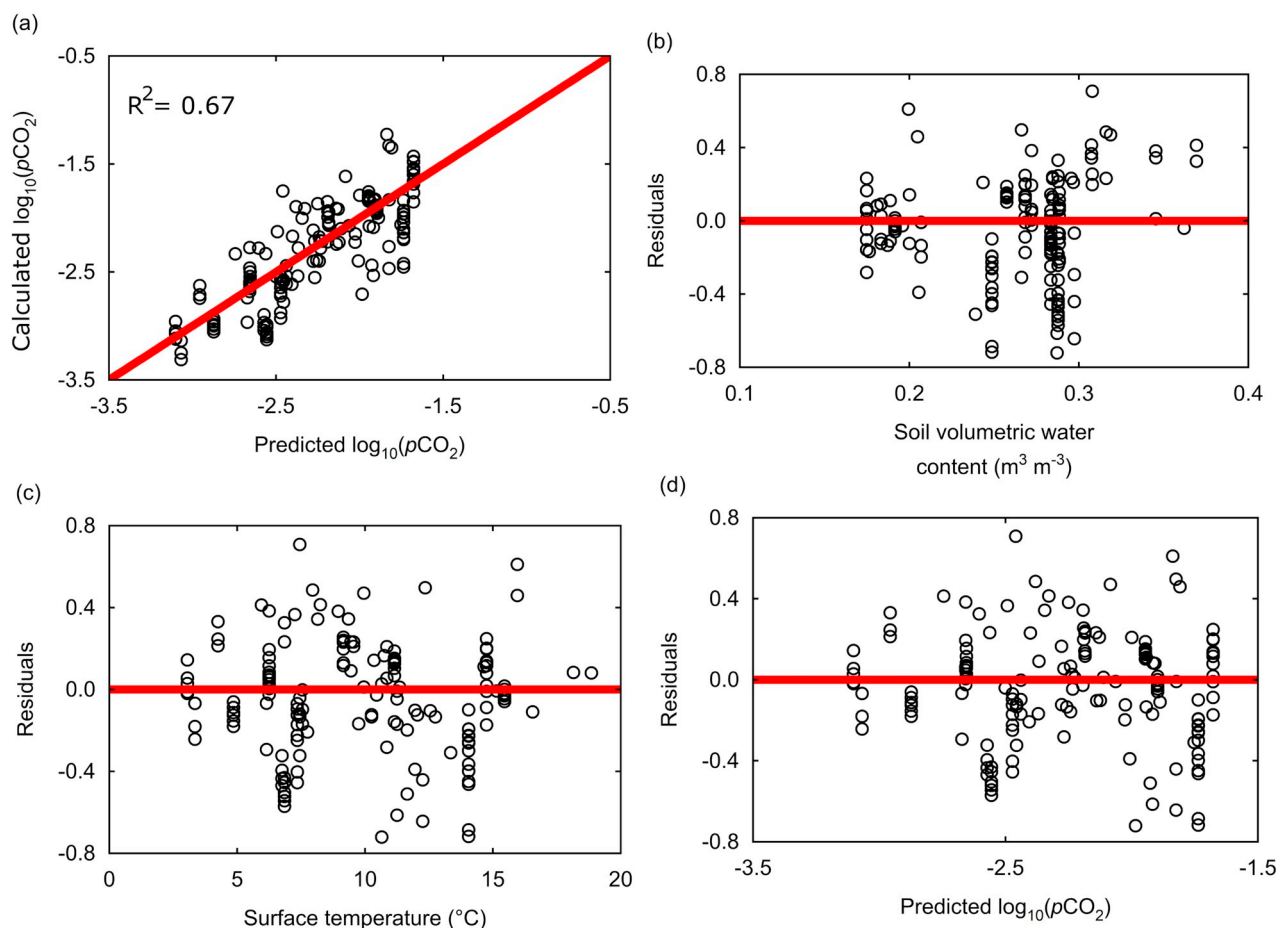 (a)
-0.5
-1.5
-2.5
-3.5
R²= 0.67
Calculated log₁₀(pCO₂)
-3.5 -2.5 -1.5 -0.5
Predicted log₁₀(pCO₂)
(b)
0.8
0.4
0.0
-0.4
-0.8
Residuals
0.1 0.2 0.3 0.4
Soil volumetric water
content (m³ m⁻³)
(c)
0.8
0.4
0.0
-0.4
-0.8
Residuals
0 5 10 15 20
Surface temperature (°C)
(d)
0.8
0.4
0.0
-0.4
-0.8
Residuals
-3.5 -2.5 -1.5
Predicted log₁₀(pCO₂)